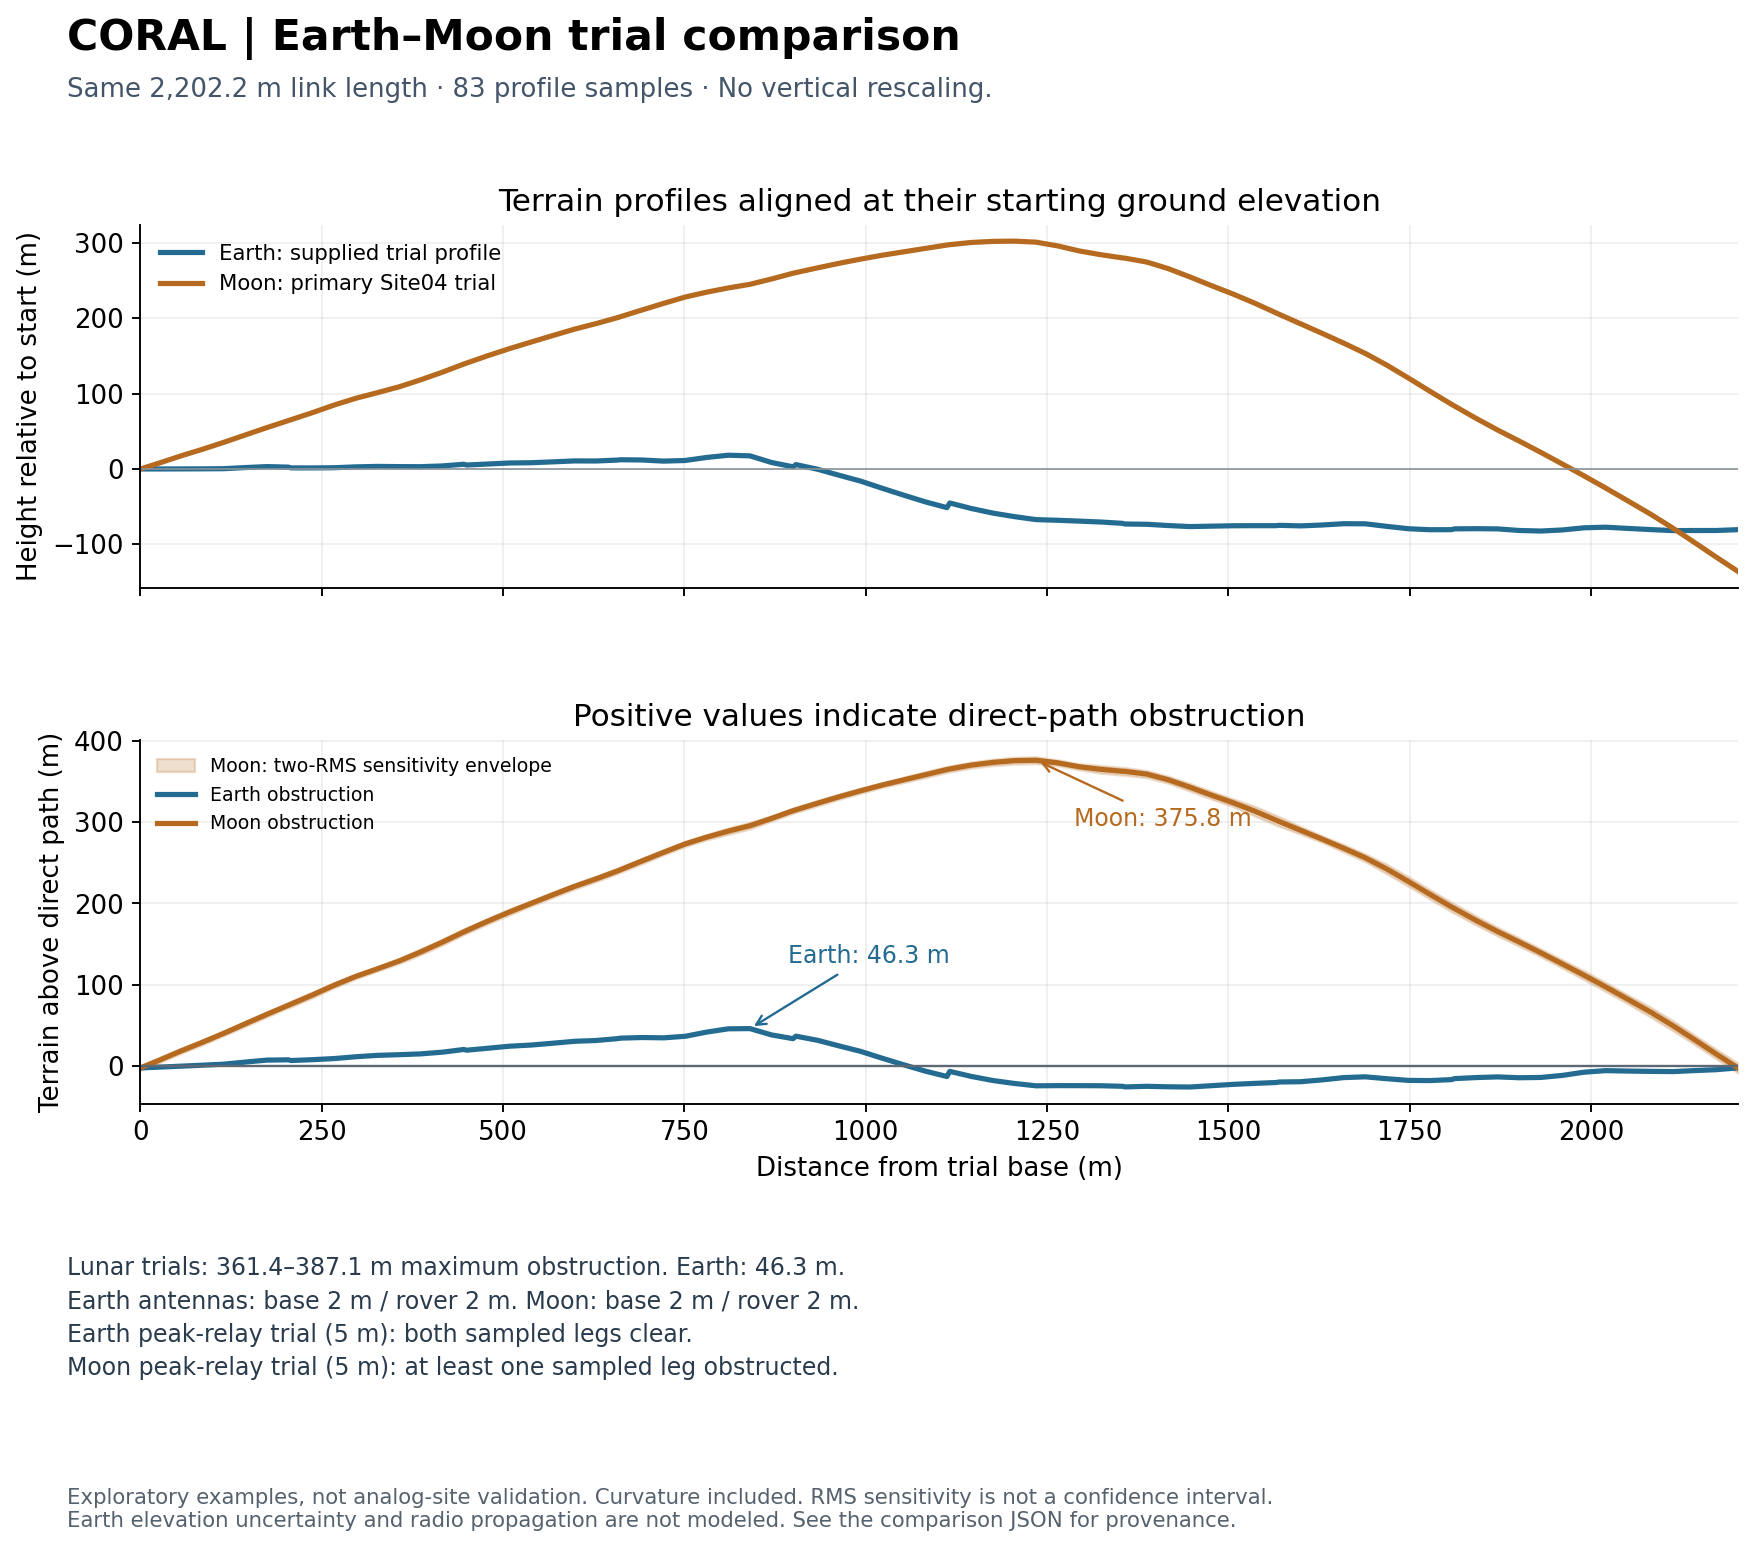 CORAL | Earth–Moon trial comparison
Same 2,202.2 m link length · 83 profile samples · No vertical rescaling.
Terrain profiles aligned at their starting ground elevation
Height relative to start (m)
300
200
100
0
−100
Earth: supplied trial profile
Moon: primary Site04 trial
Positive values indicate direct-path obstruction
Terrain above direct path (m)
400
300
200
100
0
Moon: two-RMS sensitivity envelope
Earth obstruction
Moon obstruction
Moon: 375.8 m
Earth: 46.3 m
0 250 500 750 1000 1250 1500 1750 2000
Distance from trial base (m)
Lunar trials: 361.4–387.1 m maximum obstruction. Earth: 46.3 m.
Earth antennas: base 2 m / rover 2 m. Moon: base 2 m / rover 2 m.
Earth peak-relay trial (5 m): both sampled legs clear.
Moon peak-relay trial (5 m): at least one sampled leg obstructed.
Exploratory examples, not analog-site validation. Curvature included. RMS sensitivity is not a confidence interval.
Earth elevation uncertainty and radio propagation are not modeled. See the comparison JSON for provenance.